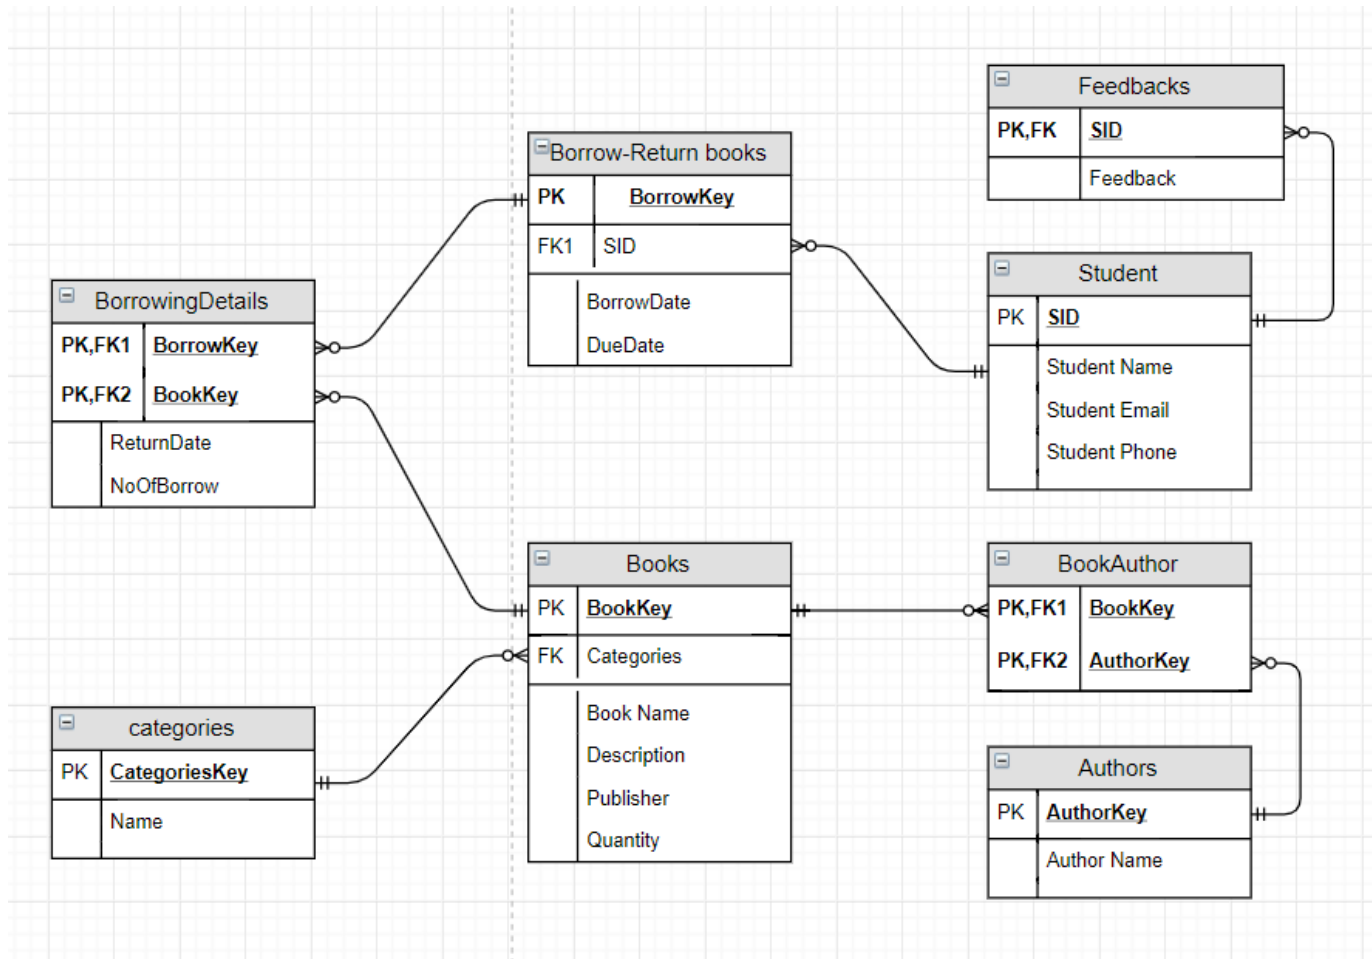 Feedbacks
PK,FK SID
Feedback
Borrow-Return books
PK BorrowKey
FK1 SID
BorrowDate
DueDate
Student
PK SID
Student Name
Student Email
Student Phone
BorrowingDetails
PK,FK1 BorrowKey
PK,FK2 BookKey
ReturnDate
NoOfBorrow
Books
PK BookKey
FK Categories
Book Name
Description
Publisher
Quantity
BookAuthor
PK,FK1 BookKey
PK,FK2 AuthorKey
categories
PK CategoriesKey
Name
Authors
PK AuthorKey
Author Name